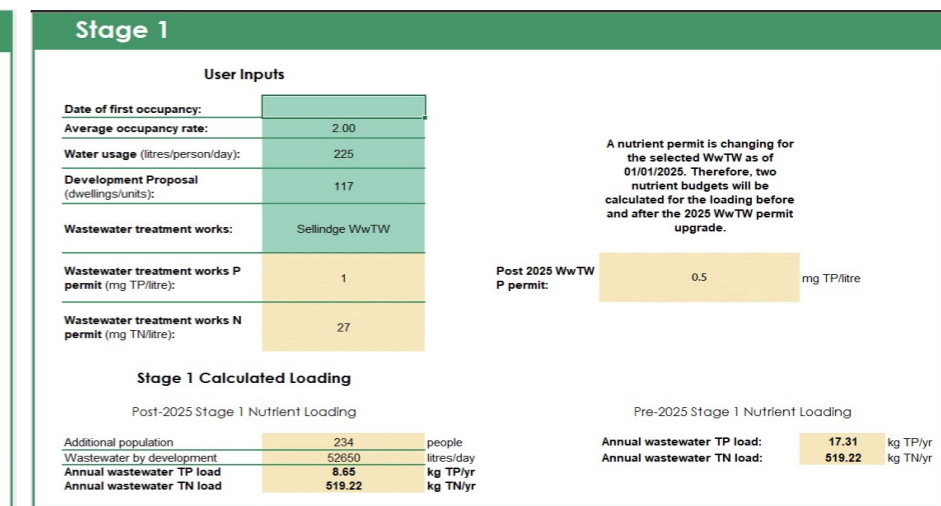 Stage 1
User Inputs
Date of first occupancy:
Average occupancy rate: 2.00
Water usage (litres/person/day): 225
Development Proposal
(dwellings/units): 117
Wastewater treatment works: Sellindge WwTW
Wastewater treatment works P
permit (mg TP/litre): 1
Wastewater treatment works N
permit (mg TN/litre): 27
A nutrient permit is changing for
the selected WwTW as of
01/01/2025. Therefore, two
nutrient budgets will be
calculated for the loading before
and after the 2025 WwTW permit
upgrade.
Post 2025 WwTW
P permit: 0.5 mg TP/litre
Stage 1 Calculated Loading
Post-2025 Stage 1 Nutrient Loading
Additional population 234 people
Wastewater by development 52650 litres/day
Annual wastewater TP load 8.65 kg TP/yr
Annual wastewater TN load 519.22 kg TN/yr
Pre-2025 Stage 1 Nutrient Loading
Annual wastewater TP load: 17.31 kg TP/yr
Annual wastewater TN load: 519.22 kg TN/yr